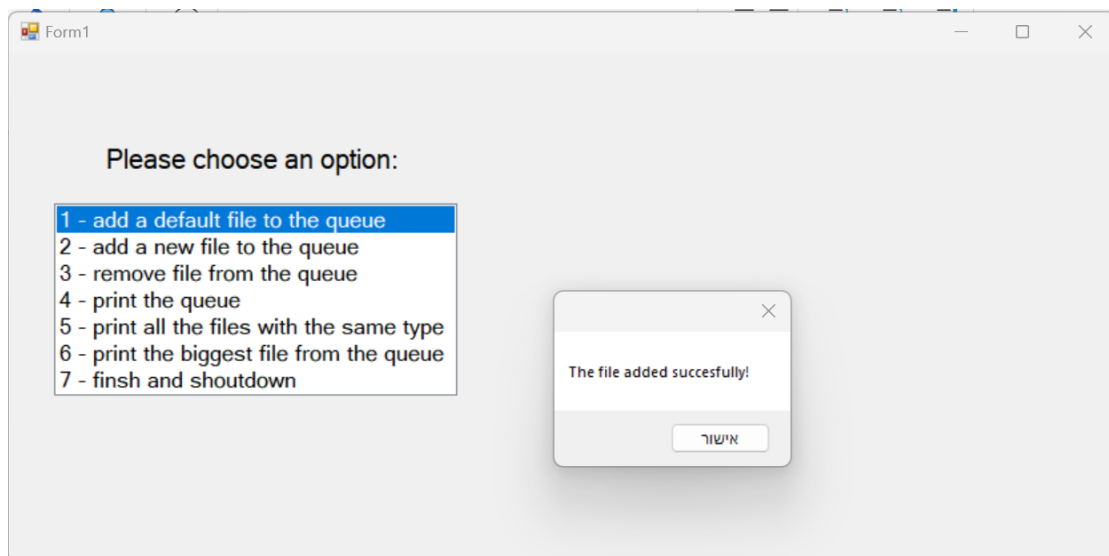 Form1
Please choose an option:
1 - add a default file to the queue
2 - add a new file to the queue
3 - remove file from the queue
4 - print the queue
5 - print all the files with the same type
6 - print the biggest file from the queue
7 - finsh and shoutdown
The file added succesfully!
אישור